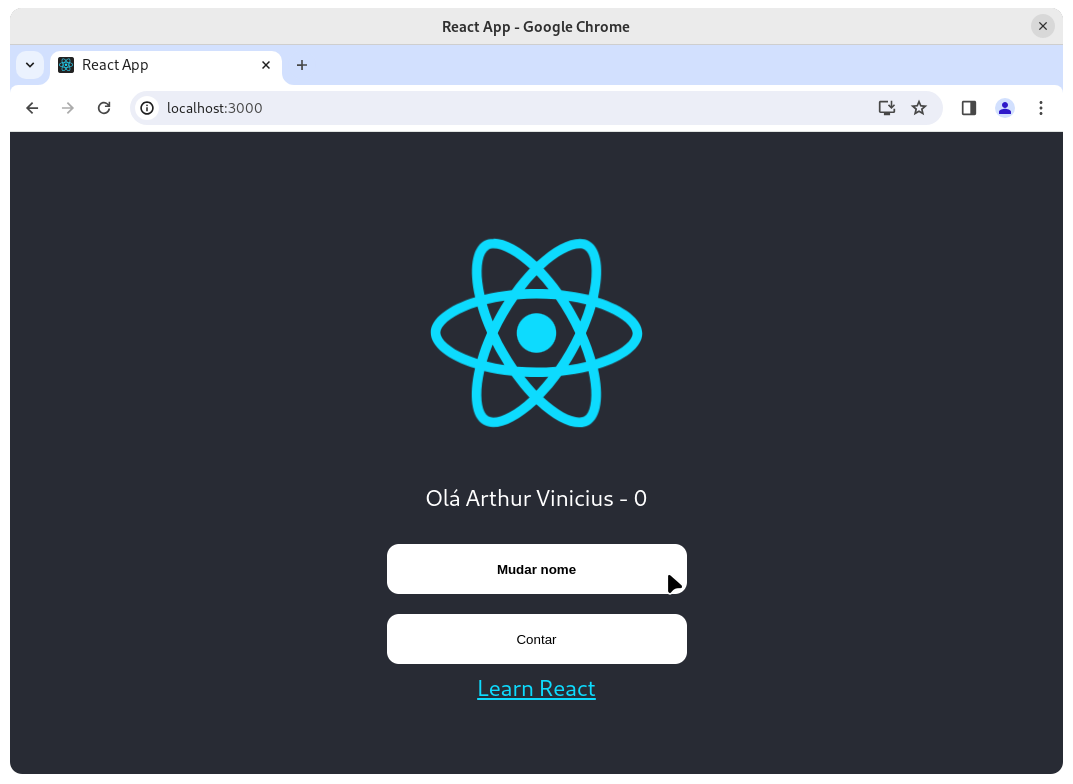 React App - Google Chrome
React App
localhost:3000
Olá Arthur Vinicius - 0
Mudar nome
Contar
Learn React